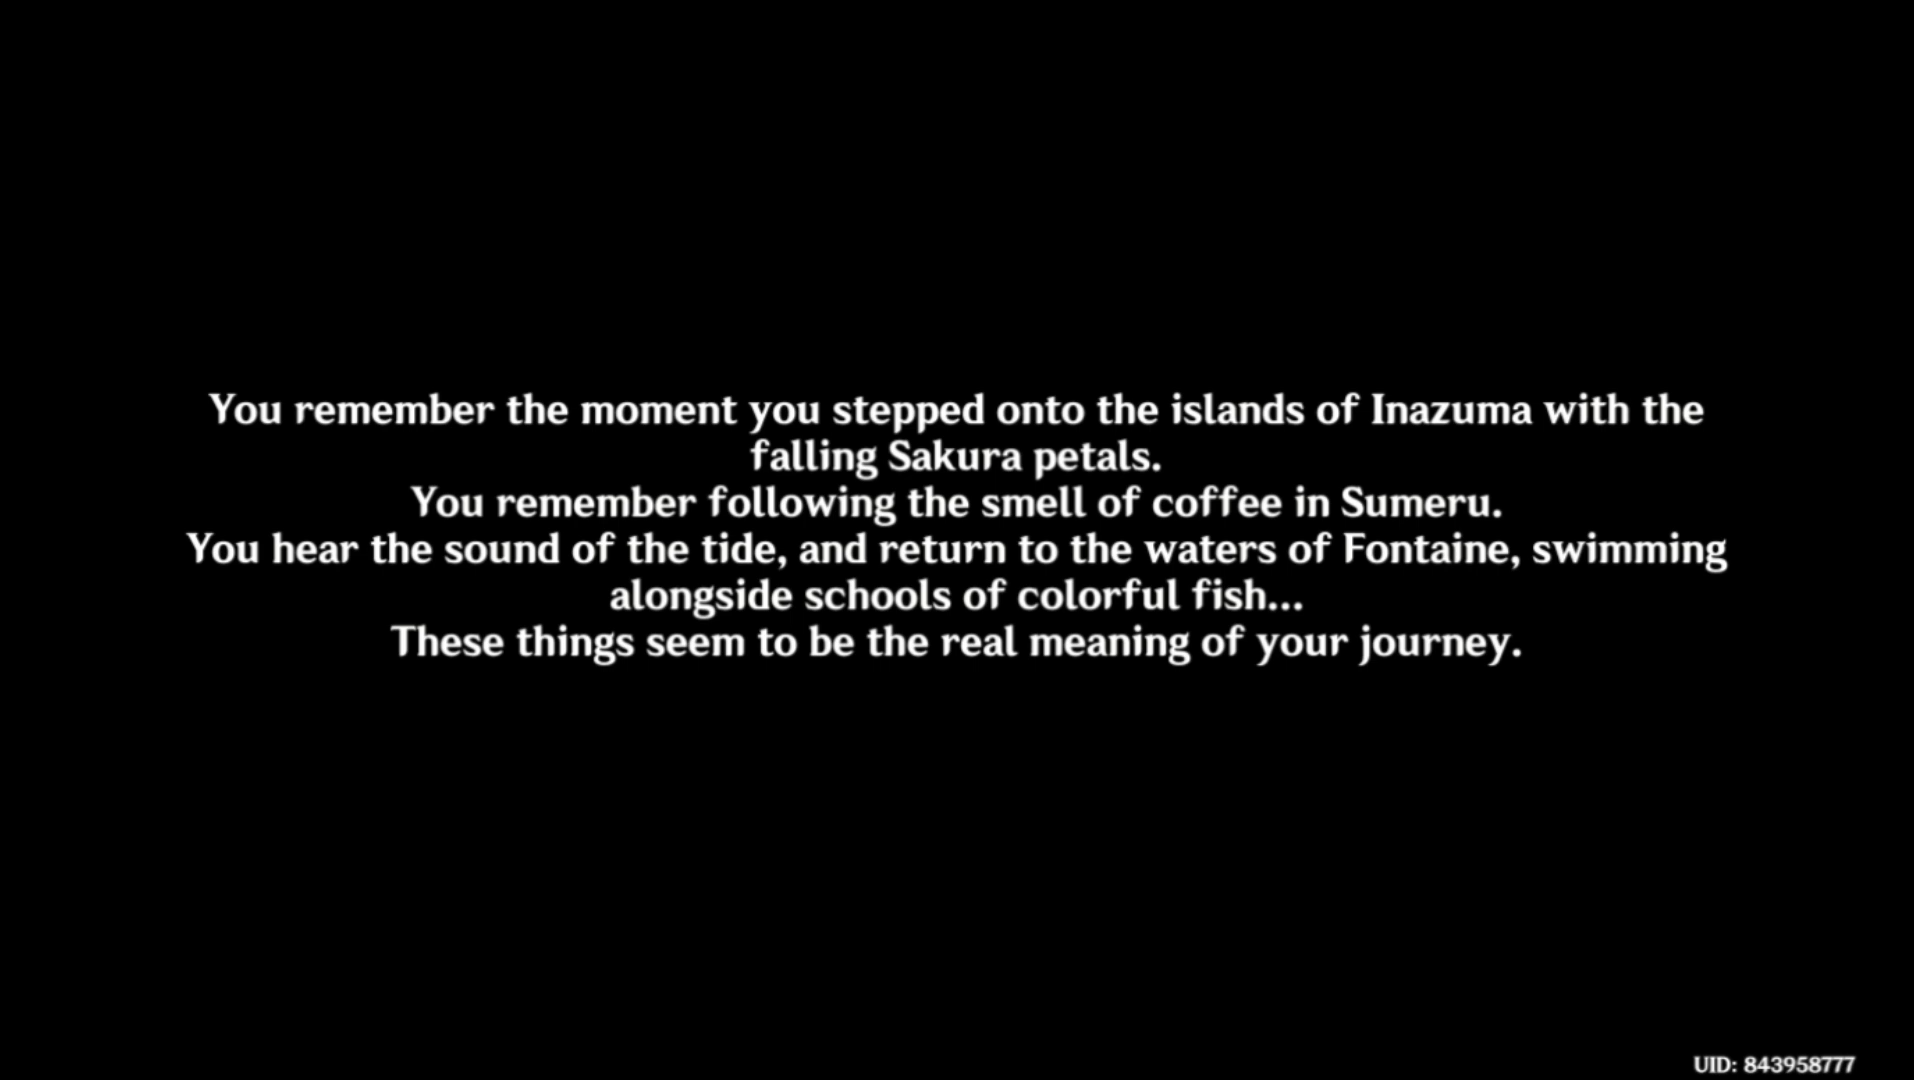 You remember the moment you stepped onto the islands of Inazuma with the
falling Sakura petals.
You remember following the smell of coffee in Sumeru.
You hear the sound of the tide, and return to the waters of Fontaine, swimming
alongside schools of colorful fish...
These things seem to be the real meaning of your journey.
UID: 843958777